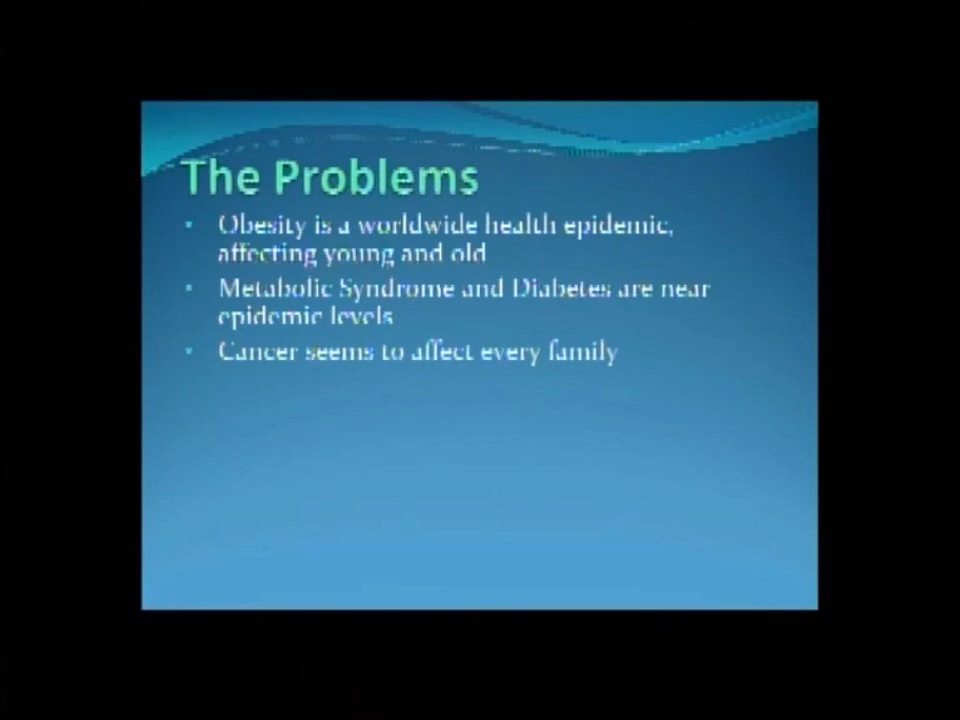 The Problems
• Obesity is a worldwide health epidemic,
affecting young and old
• Metabolic Syndrome and Diabetes are near
epidemic levels
• Cancer seems to affect every family